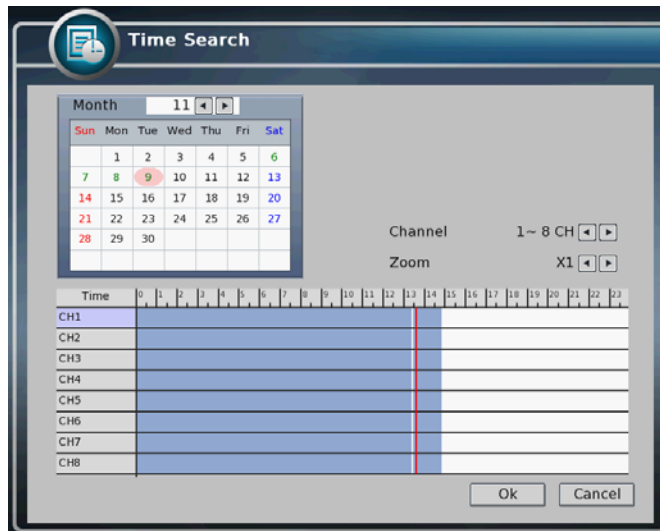 Time Search
Month 11
Sun Mon Tue Wed Thu Fri Sat
1 2 3 4 5 6
7 8 9 10 11 12 13
14 15 16 17 18 19 20
21 22 23 24 25 26 27
28 29 30
Channel 1~ 8 CH
Zoom X1
Time 0 1 2 3 4 5 6 7 8 9 10 11 12 13 14 15 16 17 18 19 20 21 22 23
CH1
CH2
CH3
CH4
CH5
CH6
CH7
CH8
Ok Cancel